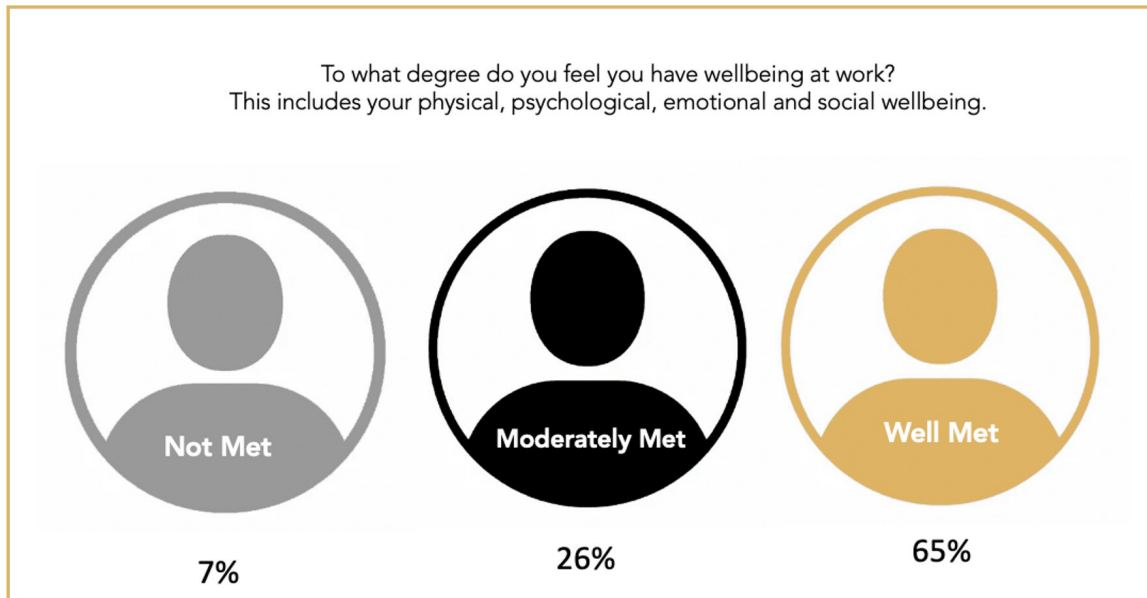 To what degree do you feel you have wellbeing at work?
This includes your physical, psychological, emotional and social wellbeing.
Not Met
Moderately Met
Well Met
7%
26%
65%